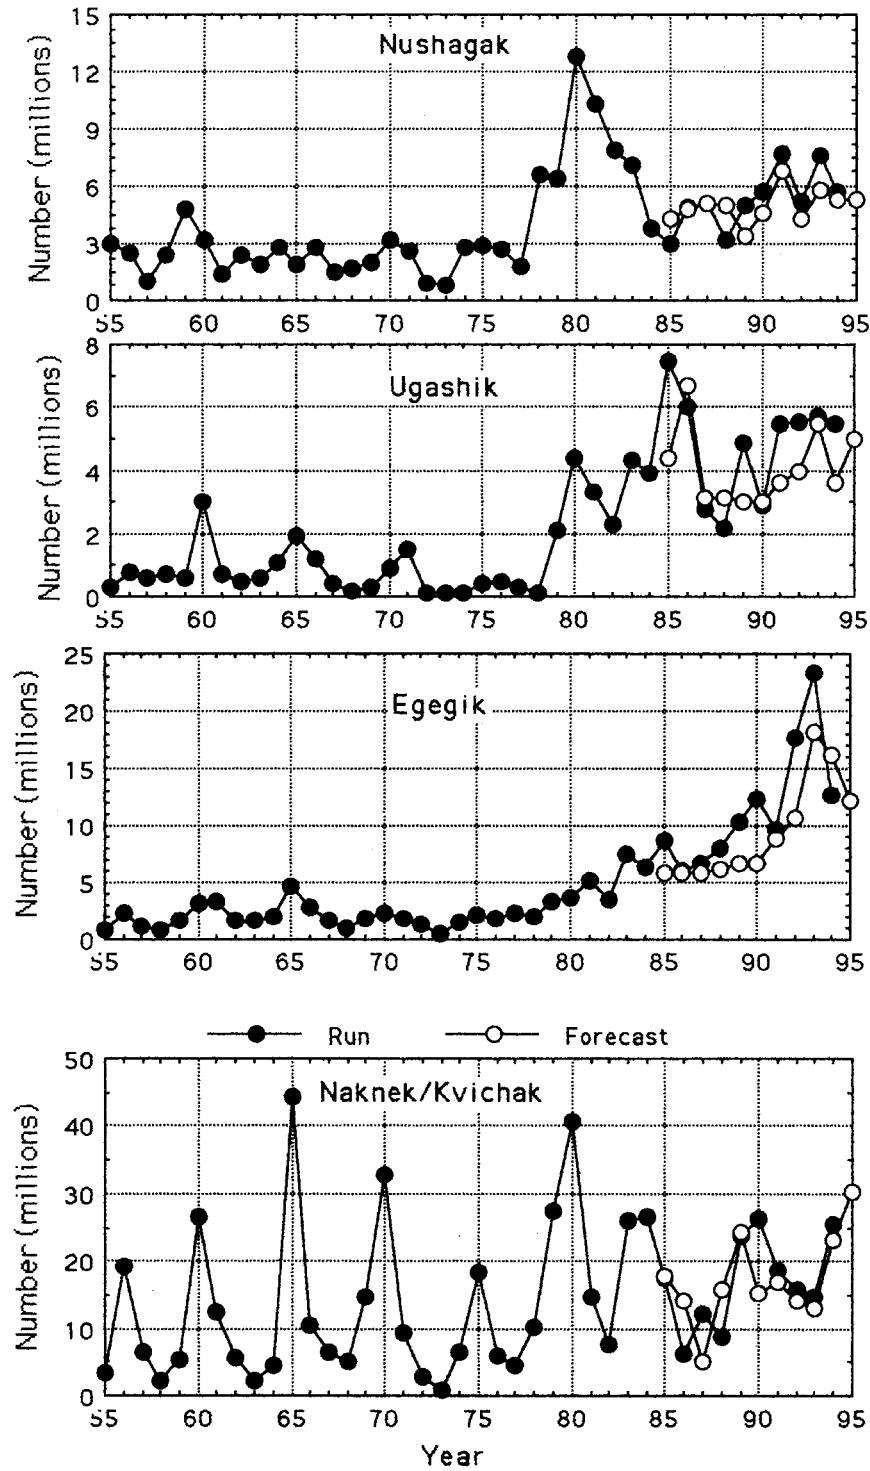 15
Nushagak
12
9
6
3
0
Number (millions)
55 60 65 70 75 80 85 90 95
8
Ugashik
6
4
2
0
Number (millions)
55 60 65 70 75 80 85 90 95
25
Egegik
20
15
10
5
0
Number (millions)
55 60 65 70 75 80 85 90 95
Run Forecast
50
Naknek/Kvichak
40
30
20
10
0
Number (millions)
55 60 65 70 75 80 85 90 95
Year